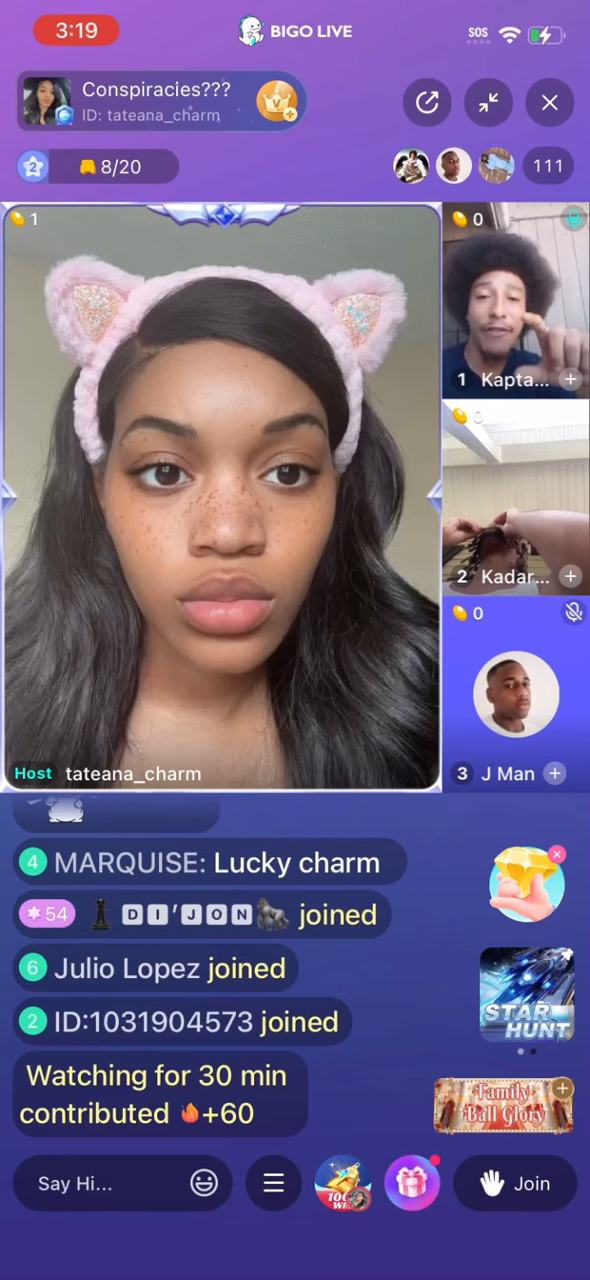 3:19
BIGO LIVE
SOS
Conspiracies???
ID: tateana_charm
V
2
8/20
111
1
0
1 Kapta...
2 Kadar...
0
3 J Man
Host tateana_charm
4 MARQUISE: Lucky charm
54 DI’JON joined
6 Julio Lopez joined
2 ID:1031904573 joined
STAR
HUNT
Watching for 30 min
contributed +60
Family
Ball Glory
Say Hi...
Join